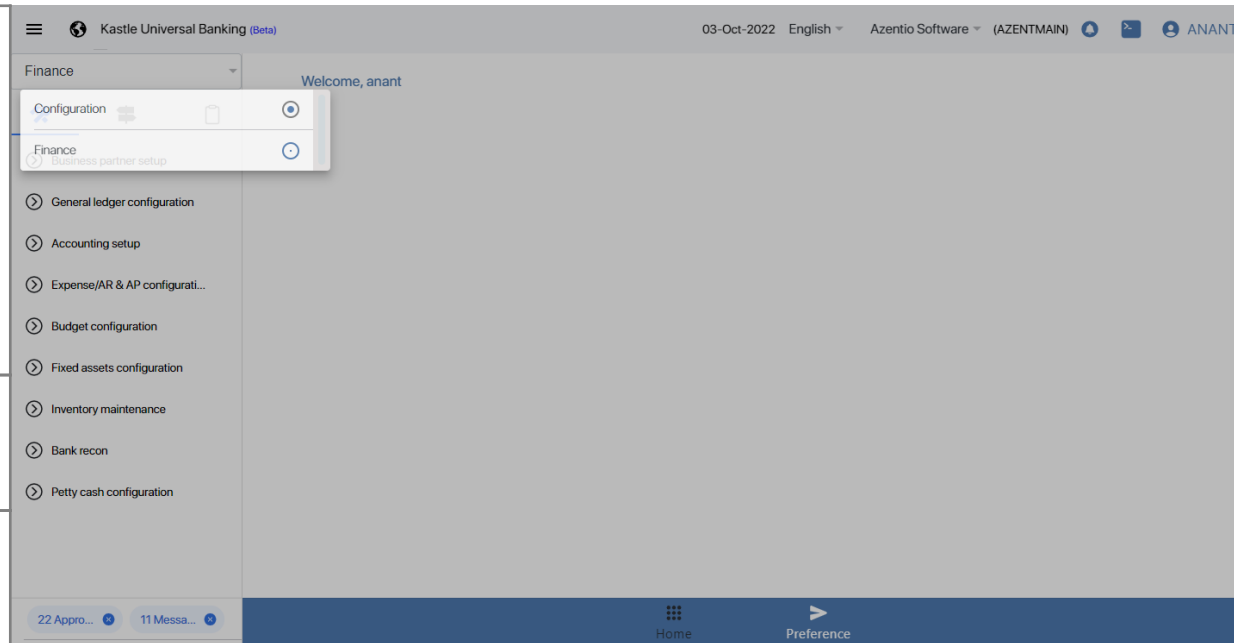 Kastle Universal Banking (Beta)
03-Oct-2022 English Azentio Software (AZENTMAIN) ANANT
Finance
Welcome, anant
Configuration
Finance
Business partner setup
General ledger configuration
Accounting setup
Expense/AR & AP configurati...
Budget configuration
Fixed assets configuration
Inventory maintenance
Bank recon
Petty cash configuration
22 Appro... 11 Messa...
Home Preference